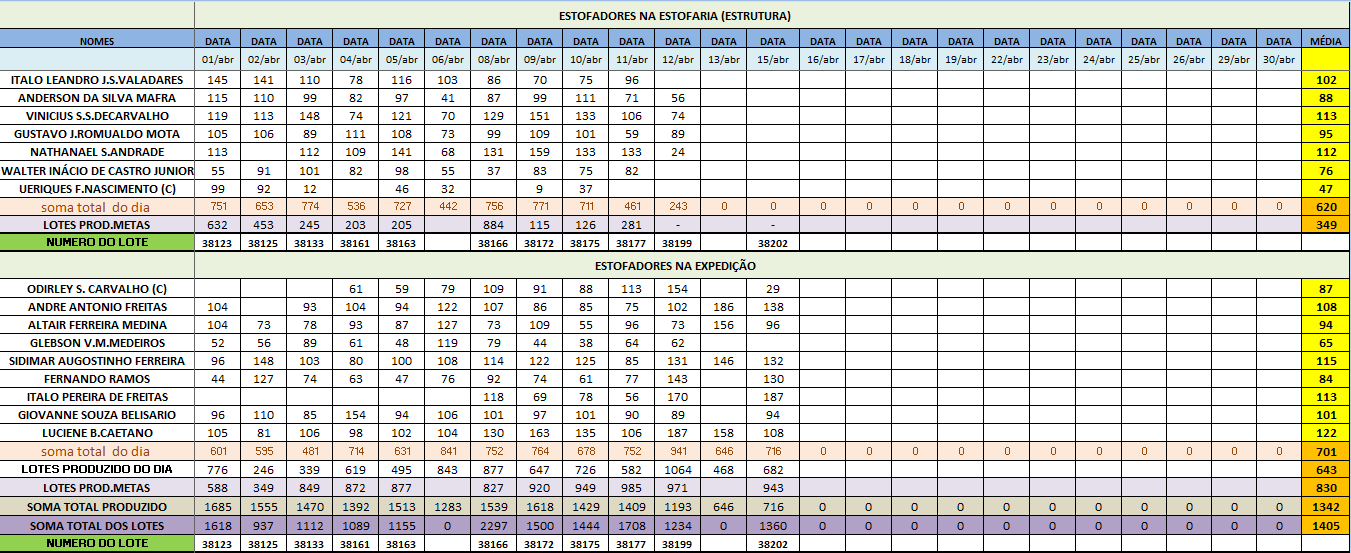 ESTOFADORES NA ESTOFARIA (ESTRUTURA)
NOMES DATA DATA DATA DATA DATA DATA DATA DATA DATA DATA DATA DATA DATA DATA DATA DATA DATA DATA DATA DATA DATA DATA DATA DATA MÉDIA
01/abr 02/abr 03/abr 04/abr 05/abr 06/abr 08/abr 09/abr 10/abr 11/abr 12/abr 13/abr 15/abr 16/abr 17/abr 18/abr 19/abr 22/abr 23/abr 24/abr 25/abr 26/abr 29/abr 30/abr
ITALO LEANDRO J.S.VALADARES 145 141 110 78 116 103 86 70 75 96 102
ANDERSON DA SILVA MAFRA 115 110 99 82 97 41 87 99 111 71 56 88
VINICIUS S.S.DECARVALHO 119 113 148 74 121 70 129 151 133 106 74 113
GUSTAVO J.ROMUALDO MOTA 105 106 89 111 108 73 99 109 101 59 89 95
NATHANAEL S.ANDRADE 113 112 109 141 68 131 159 133 133 24 112
WALTER INÁCIO DE CASTRO JUNIOR 55 91 101 82 98 55 37 83 75 82 76
UERIQUES F.NASCIMENTO (C) 99 92 12 46 32 9 37 47
soma total do dia 751 653 774 536 727 442 756 771 711 461 243 0 0 0 0 0 0 0 0 0 0 0 0 0 620
LOTES PROD.METAS 632 453 245 203 205 884 115 126 281 - - 349
NUMERO DO LOTE 38123 38125 38133 38161 38163 38166 38172 38175 38177 38199 38202
ESTOFADORES NA EXPEDIÇÃO
ODIRLEY S. CARVALHO (C) 61 59 79 109 91 88 113 154 29 87
ANDRE ANTONIO FREITAS 104 93 104 94 122 107 86 85 75 102 186 138 108
ALTAIR FERREIRA MEDINA 104 73 78 93 87 127 73 109 55 96 73 156 96 94
GLEBSON V.M.MEDEIROS 52 56 89 61 48 119 79 44 38 64 62 65
SIDIMAR AUGOSTINHO FERREIRA 96 148 103 80 100 108 114 122 125 85 131 146 132 115
FERNANDO RAMOS 44 127 74 63 47 76 92 74 61 77 143 130 84
ITALO PEREIRA DE FREITAS 118 69 78 56 170 187 113
GIOVANNE SOUZA BELISARIO 96 110 85 154 94 106 101 97 101 90 89 94 101
LUCIENE B.CAETANO 105 81 106 98 102 104 130 163 135 106 187 158 108 122
soma total do dia 601 595 481 714 631 841 752 764 678 752 941 646 716 0 0 0 0 0 0 0 0 0 0 0 701
LOTES PRODUZIDO DO DIA 776 246 339 619 495 843 877 647 726 582 1064 468 682 643
LOTES PROD.METAS 588 349 849 872 877 827 920 949 985 971 943 830
SOMA TOTAL PRODUZIDO 1685 1555 1470 1392 1513 1283 1539 1618 1429 1409 1193 646 716 0 0 0 0 0 0 0 0 0 0 0 1342
SOMA TOTAL DOS LOTES 1618 937 1112 1089 1155 0 2297 1500 1444 1708 1234 0 1360 0 0 0 0 0 0 0 0 0 0 0 1405
NUMERO DO LOTE 38123 38125 38133 38161 38163 38166 38172 38175 38177 38199 38202